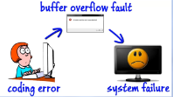 buffer overflow fault
coding error
system failure